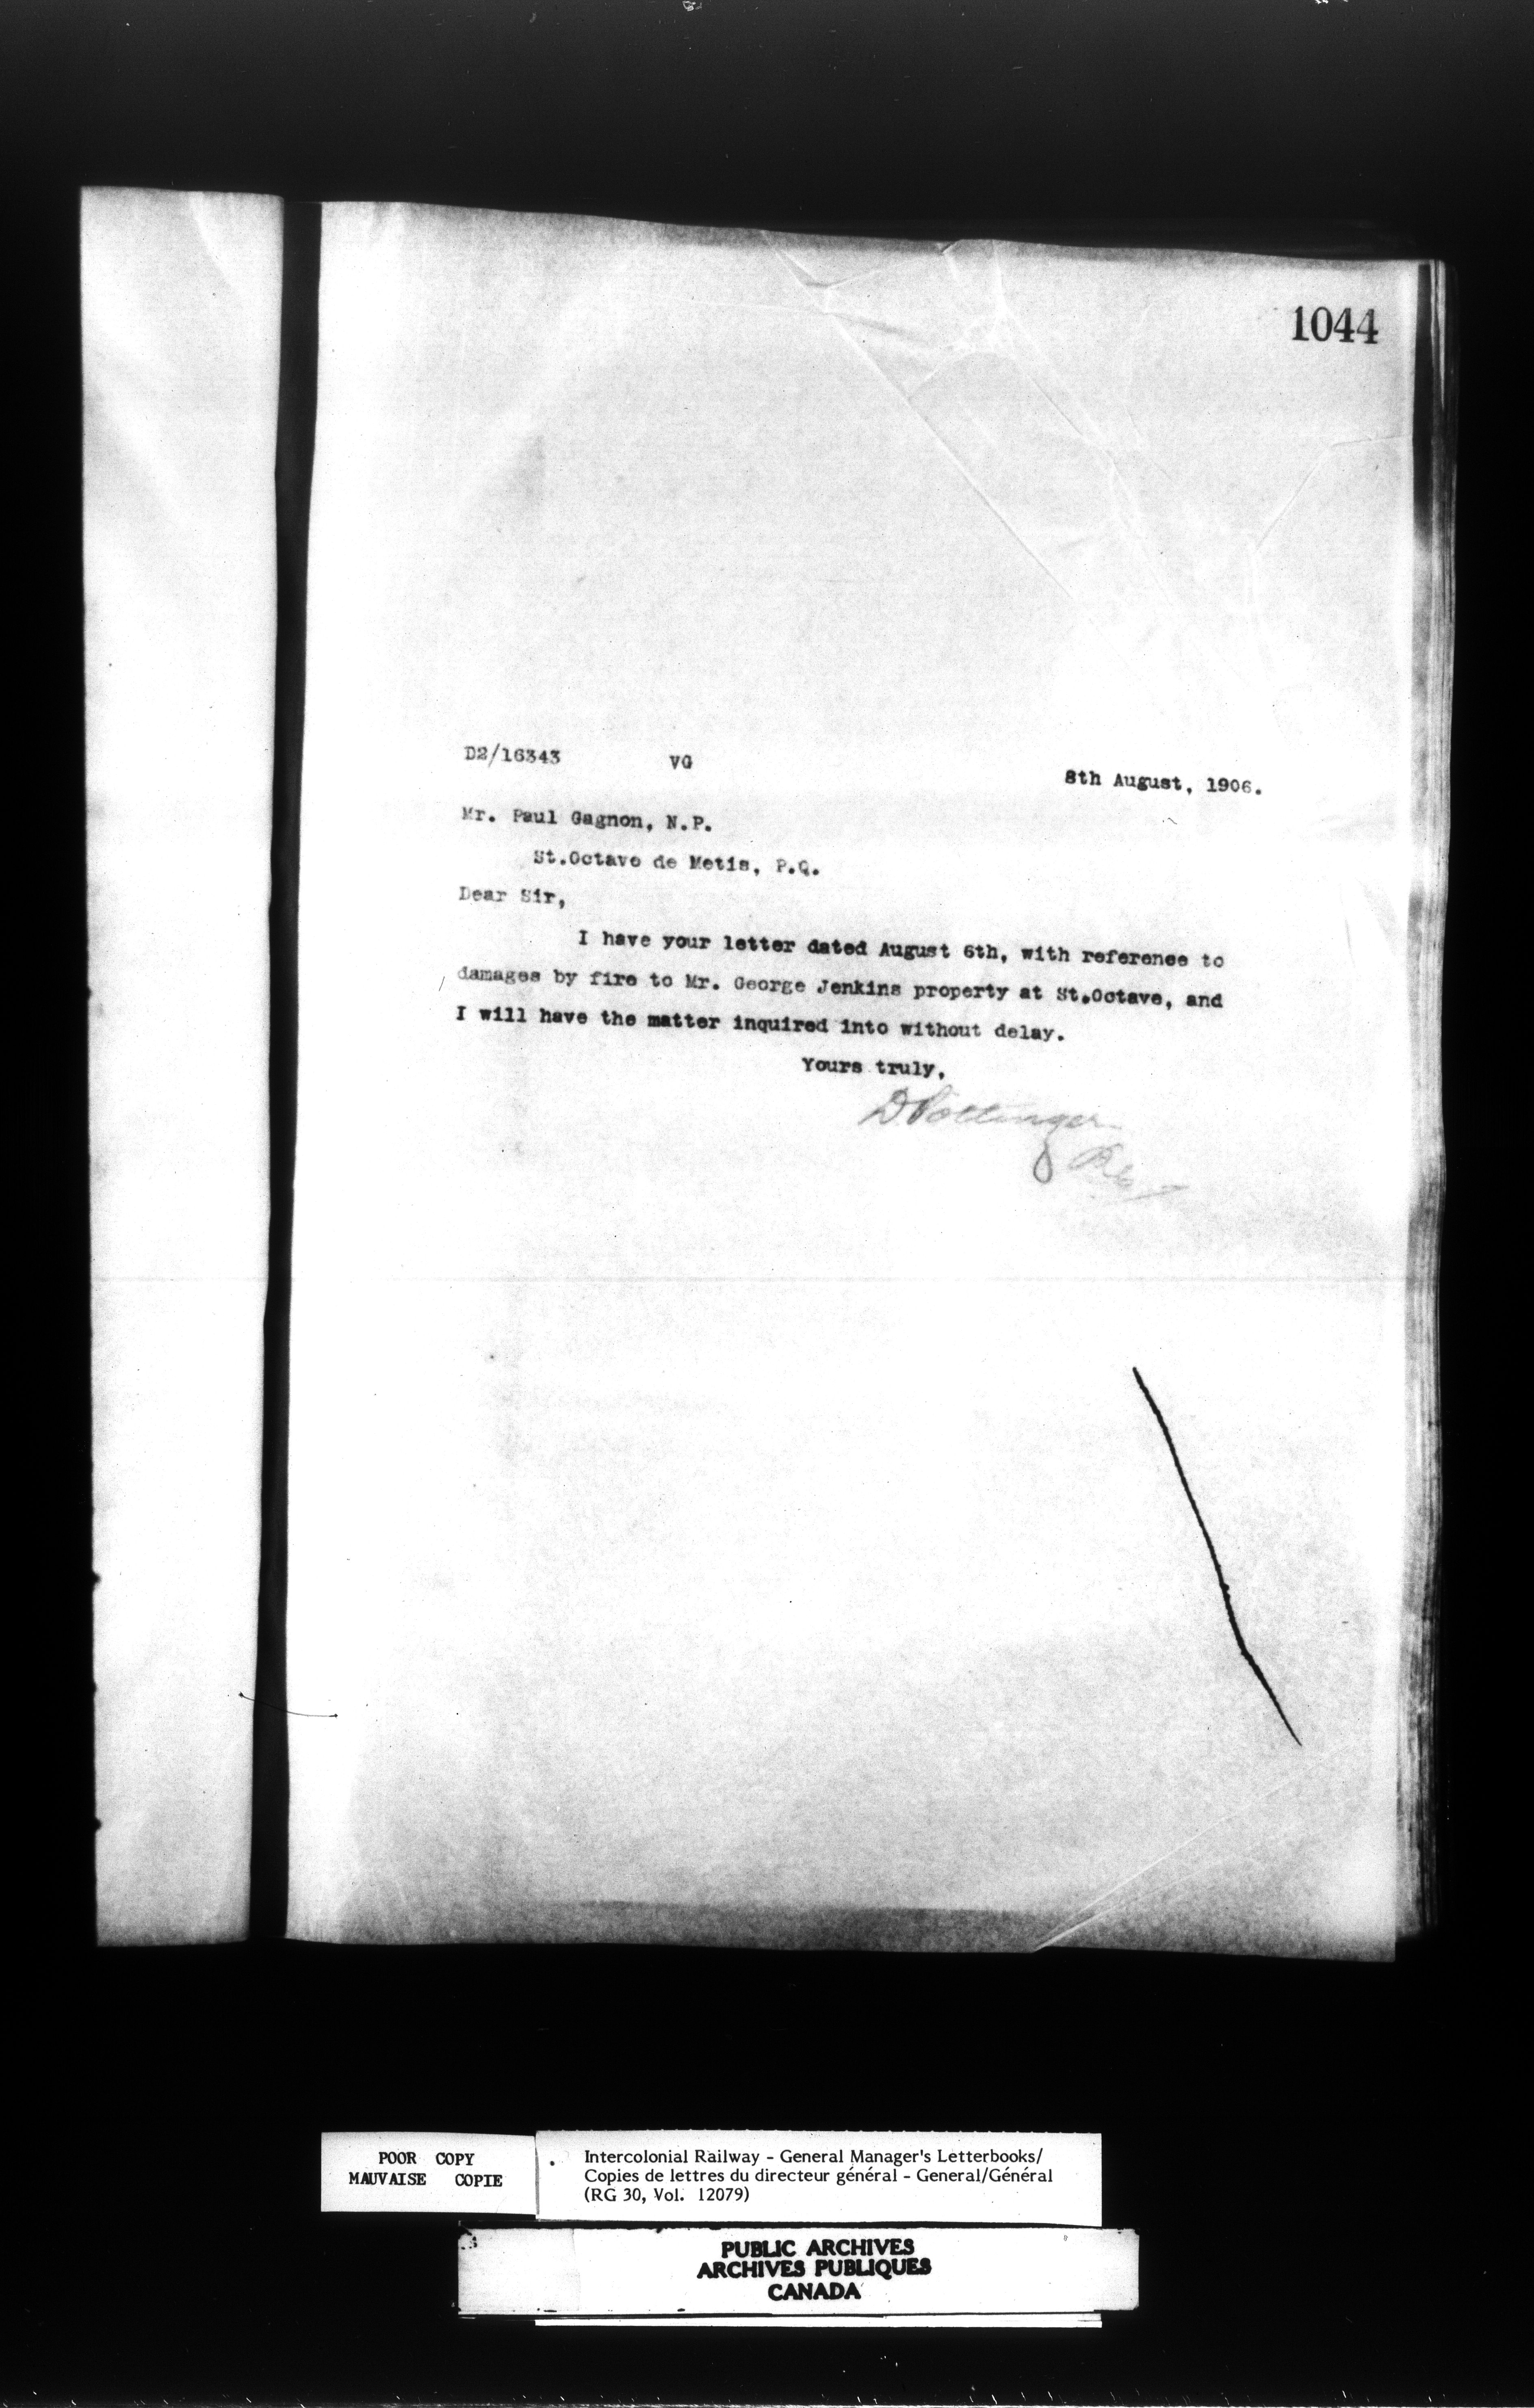 1044
D2/16343 VG 8th August, 1906.
Mr. Paul Gagnon, N.P.
St.Octave de Metis, P.Q.
Dear Sir,
I have your letter dated August 6th, with reference to
damages by fire to Mr. George Jenkins property at St.Octave, and
I will have the matter inquired into without delay.
Yours truly,
D. Pottinger
POOR COPY
MAUVAISE COPIE
Intercolonial Railway - General Manager's Letterbooks/
Copies de lettres du directeur général - General/Général
(RG 30, Vol. 12079)
PUBLIC ARCHIVES
ARCHIVES PUBLIQUES
CANADA